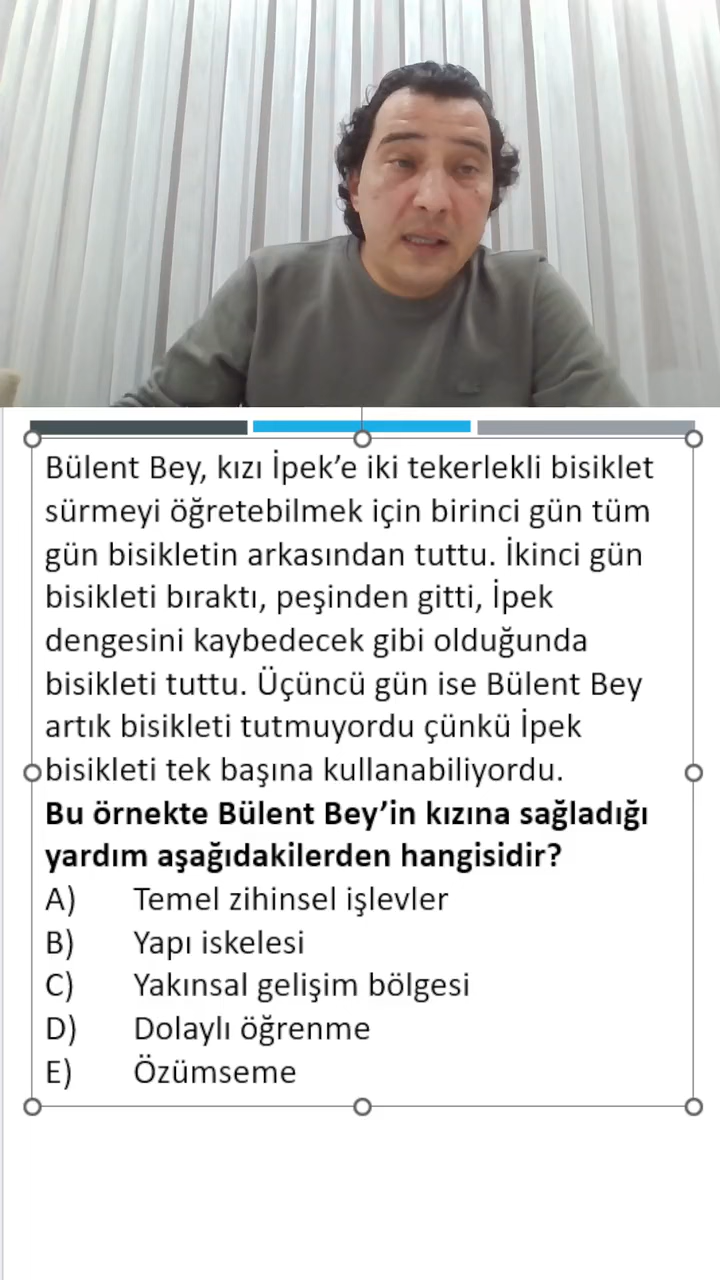 Bülent Bey, kızı İpek’e iki tekerlekli bisiklet
sürmeyi öğretebilmek için birinci gün tüm
gün bisikletin arkasından tuttu. İkinci gün
bisikleti bıraktı, peşinden gitti, İpek
dengesini kaybedecek gibi olduğunda
bisikleti tuttu. Üçüncü gün ise Bülent Bey
artık bisikleti tutmuyordu çünkü İpek
bisikleti tek başına kullanabiliyordu.
Bu örnekte Bülent Bey’in kızına sağladığı
yardım aşağıdakilerden hangisidir?
A) Temel zihinsel işlevler
B) Yapı iskelesi
C) Yakınsal gelişim bölgesi
D) Dolaylı öğrenme
E) Özümseme